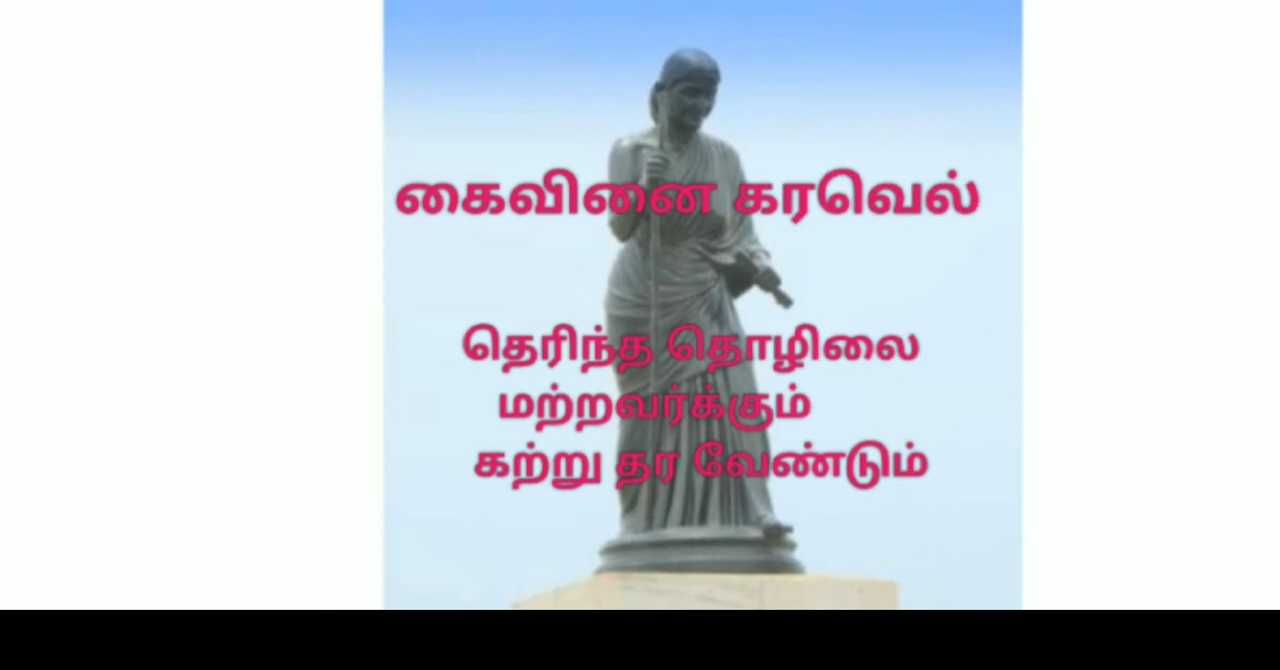 கைவினை கரவெல்
தெரிந்த தொழிலை
மற்றவர்க்கும்
கற்று தர வேண்டும்